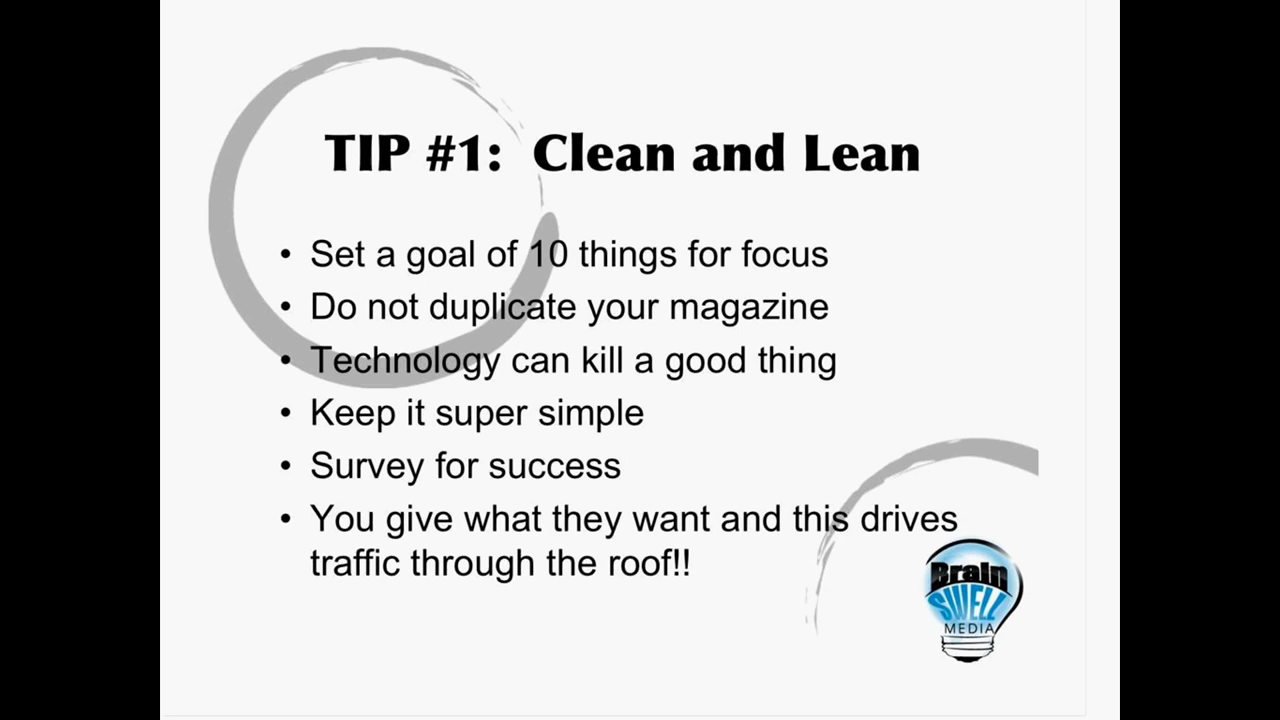 TIP #1: Clean and Lean
• Set a goal of 10 things for focus
• Do not duplicate your magazine
• Technology can kill a good thing
• Keep it super simple
• Survey for success
• You give what they want and this drives
traffic through the roof!!
Brain
SWELL
MEDIA